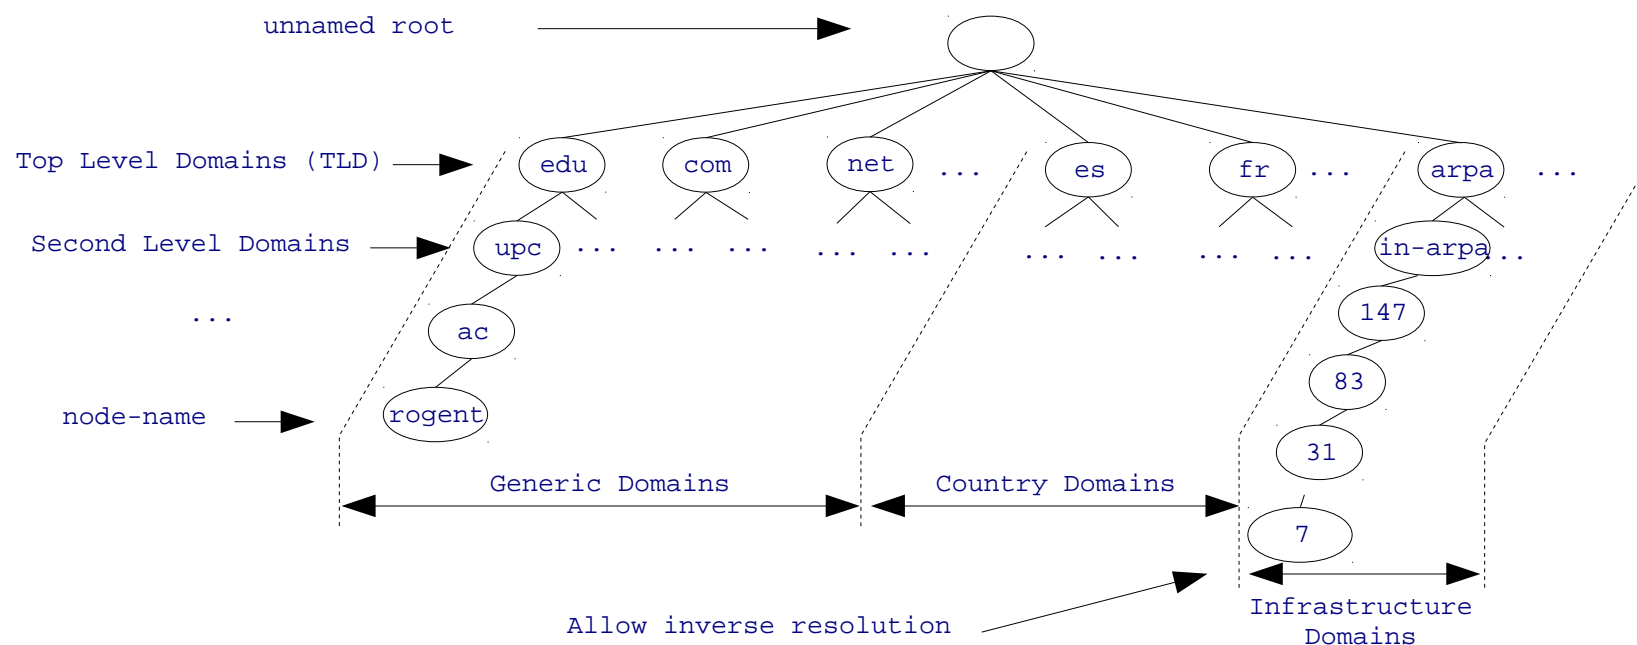 unnamed root
Top Level Domains (TLD)
edu
com
net
...
es
fr
...
arpa
...
Second Level Domains
upc
...
...
...
...
...
...
...
...
...
in-arpa
...
...
ac
147
83
node-name
rogent
31
Generic Domains
Country Domains
7
Allow inverse resolution
Infrastructure
Domains